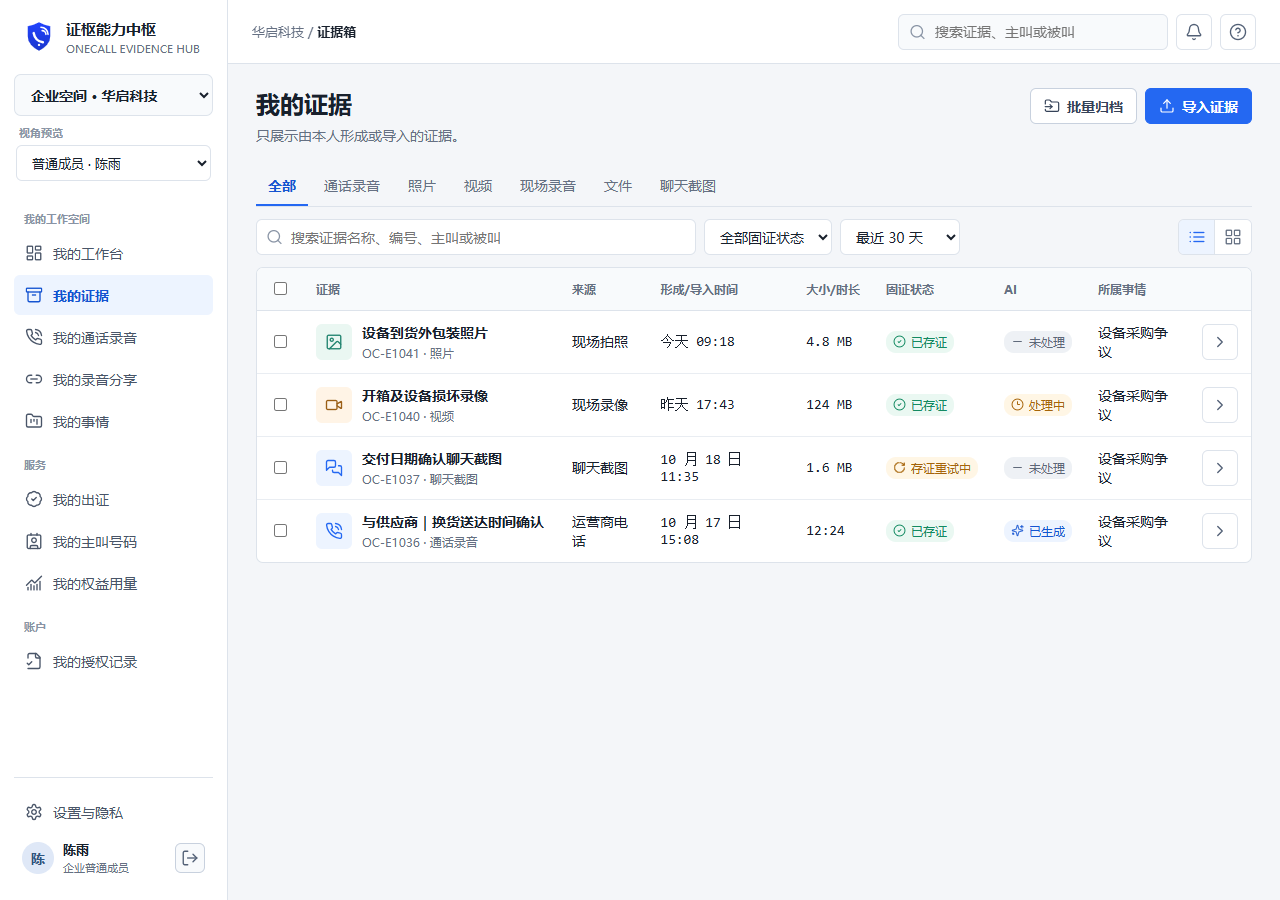 证枢能力中枢
ONECALL EVIDENCE HUB
企业空间 • 华启科技
视角预览
普通成员 · 陈雨
我的工作空间
我的工作台
我的证据
我的通话录音
我的录音分享
我的事情
服务
我的出证
我的主叫号码
我的权益用量
账户
我的授权记录
设置与隐私
陈
陈雨
企业普通成员
华启科技 / 证据箱
搜索证据、主叫或被叫
我的证据
只展示由本人形成或导入的证据。
批量归档
导入证据
全部 通话录音 照片 视频 现场录音 文件 聊天截图
搜索证据名称、编号、主叫或被叫
全部固证状态
最近 30 天
证据 来源 形成/导入时间 大小/时长 固证状态 AI 所属事情
设备到货外包装照片
OC-E1041 · 照片
现场拍照
今天 09:18
4.8 MB
已存证
未处理
设备采购争
议
开箱及设备损坏录像
OC-E1040 · 视频
现场录像
昨天 17:43
124 MB
已存证
处理中
设备采购争
议
交付日期确认聊天截图
OC-E1037 · 聊天截图
聊天截图
10 月 18 日
11:35
1.6 MB
存证重试中
未处理
设备采购争
议
与供应商｜换货送达时间确认
OC-E1036 · 通话录音
运营商电
话
10 月 17 日
15:08
12:24
已存证
已生成
设备采购争
议